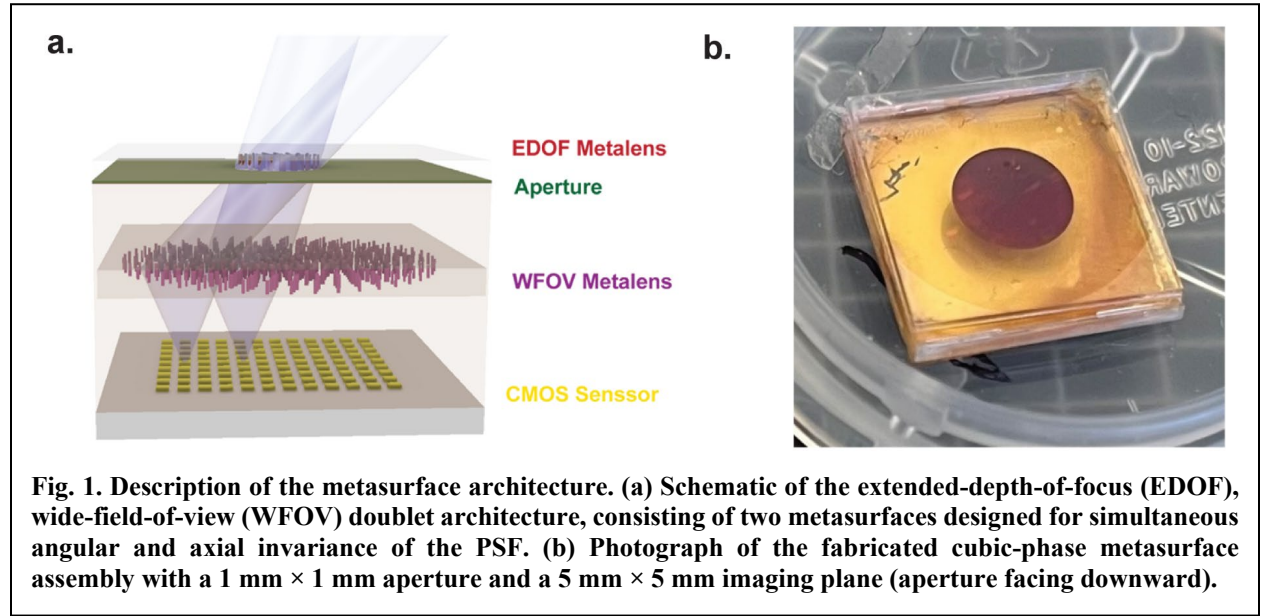 a.
b.
EDOF Metalens
Aperture
WFOV Metalens
CMOS Senssor
Fig. 1. Description of the metasurface architecture. (a) Schematic of the extended-depth-of-focus (EDOF),
wide-field-of-view (WFOV) doublet architecture, consisting of two metasurfaces designed for simultaneous
angular and axial invariance of the PSF. (b) Photograph of the fabricated cubic-phase metasurface
assembly with a 1 mm × 1 mm aperture and a 5 mm × 5 mm imaging plane (aperture facing downward).